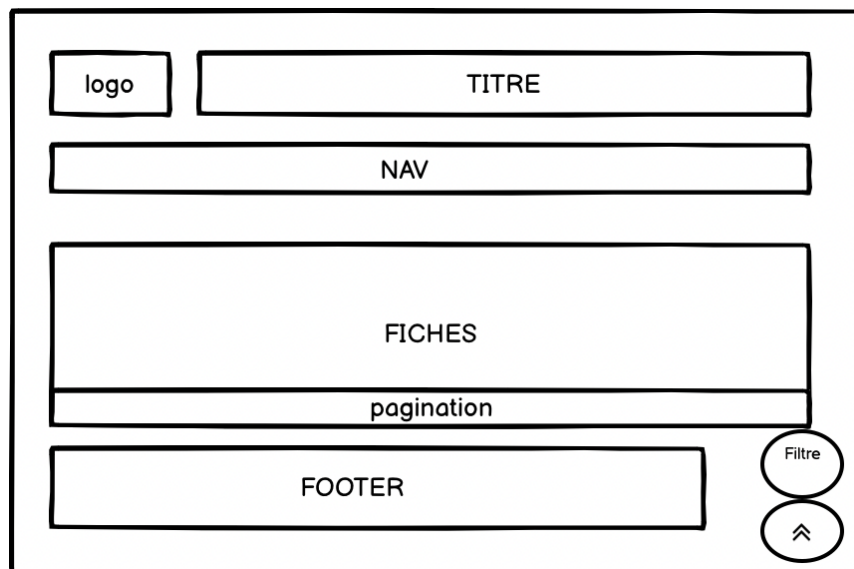 logo
TITRE
NAV
FICHES
pagination
Filtre
FOOTER